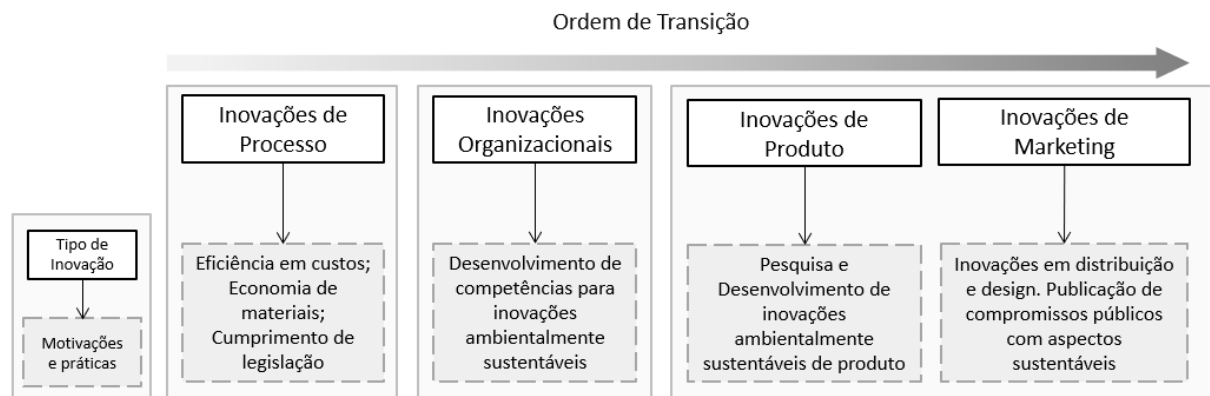 Ordem de Transição
Inovações de
Processo
Inovações
Organizacionais
Inovações de
Produto
Inovações de
Marketing
Tipo de
Inovação
Motivações
e práticas
Eficiência em custos;
Economia de
materiais;
Cumprimento de
legislação
Desenvolvimento de
competências para
inovações
ambientalmente
sustentáveis
Pesquisa e
Desenvolvimento de
inovações
ambientalmente
sustentáveis de produto
Inovações em distribuição
e design. Publicação de
compromissos públicos
com aspectos
sustentáveis